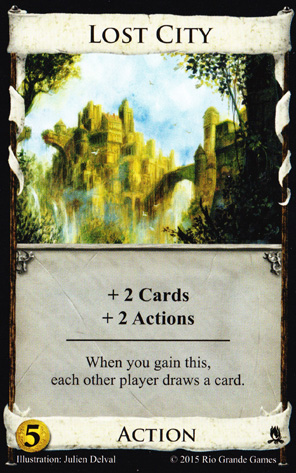 LOST CITY
+ 2 Cards
+ 2 Actions
When you gain this,
each other player draws a card.
5
ACTION
Illustration: Julien Delval
© 2015 Rio Grande Games